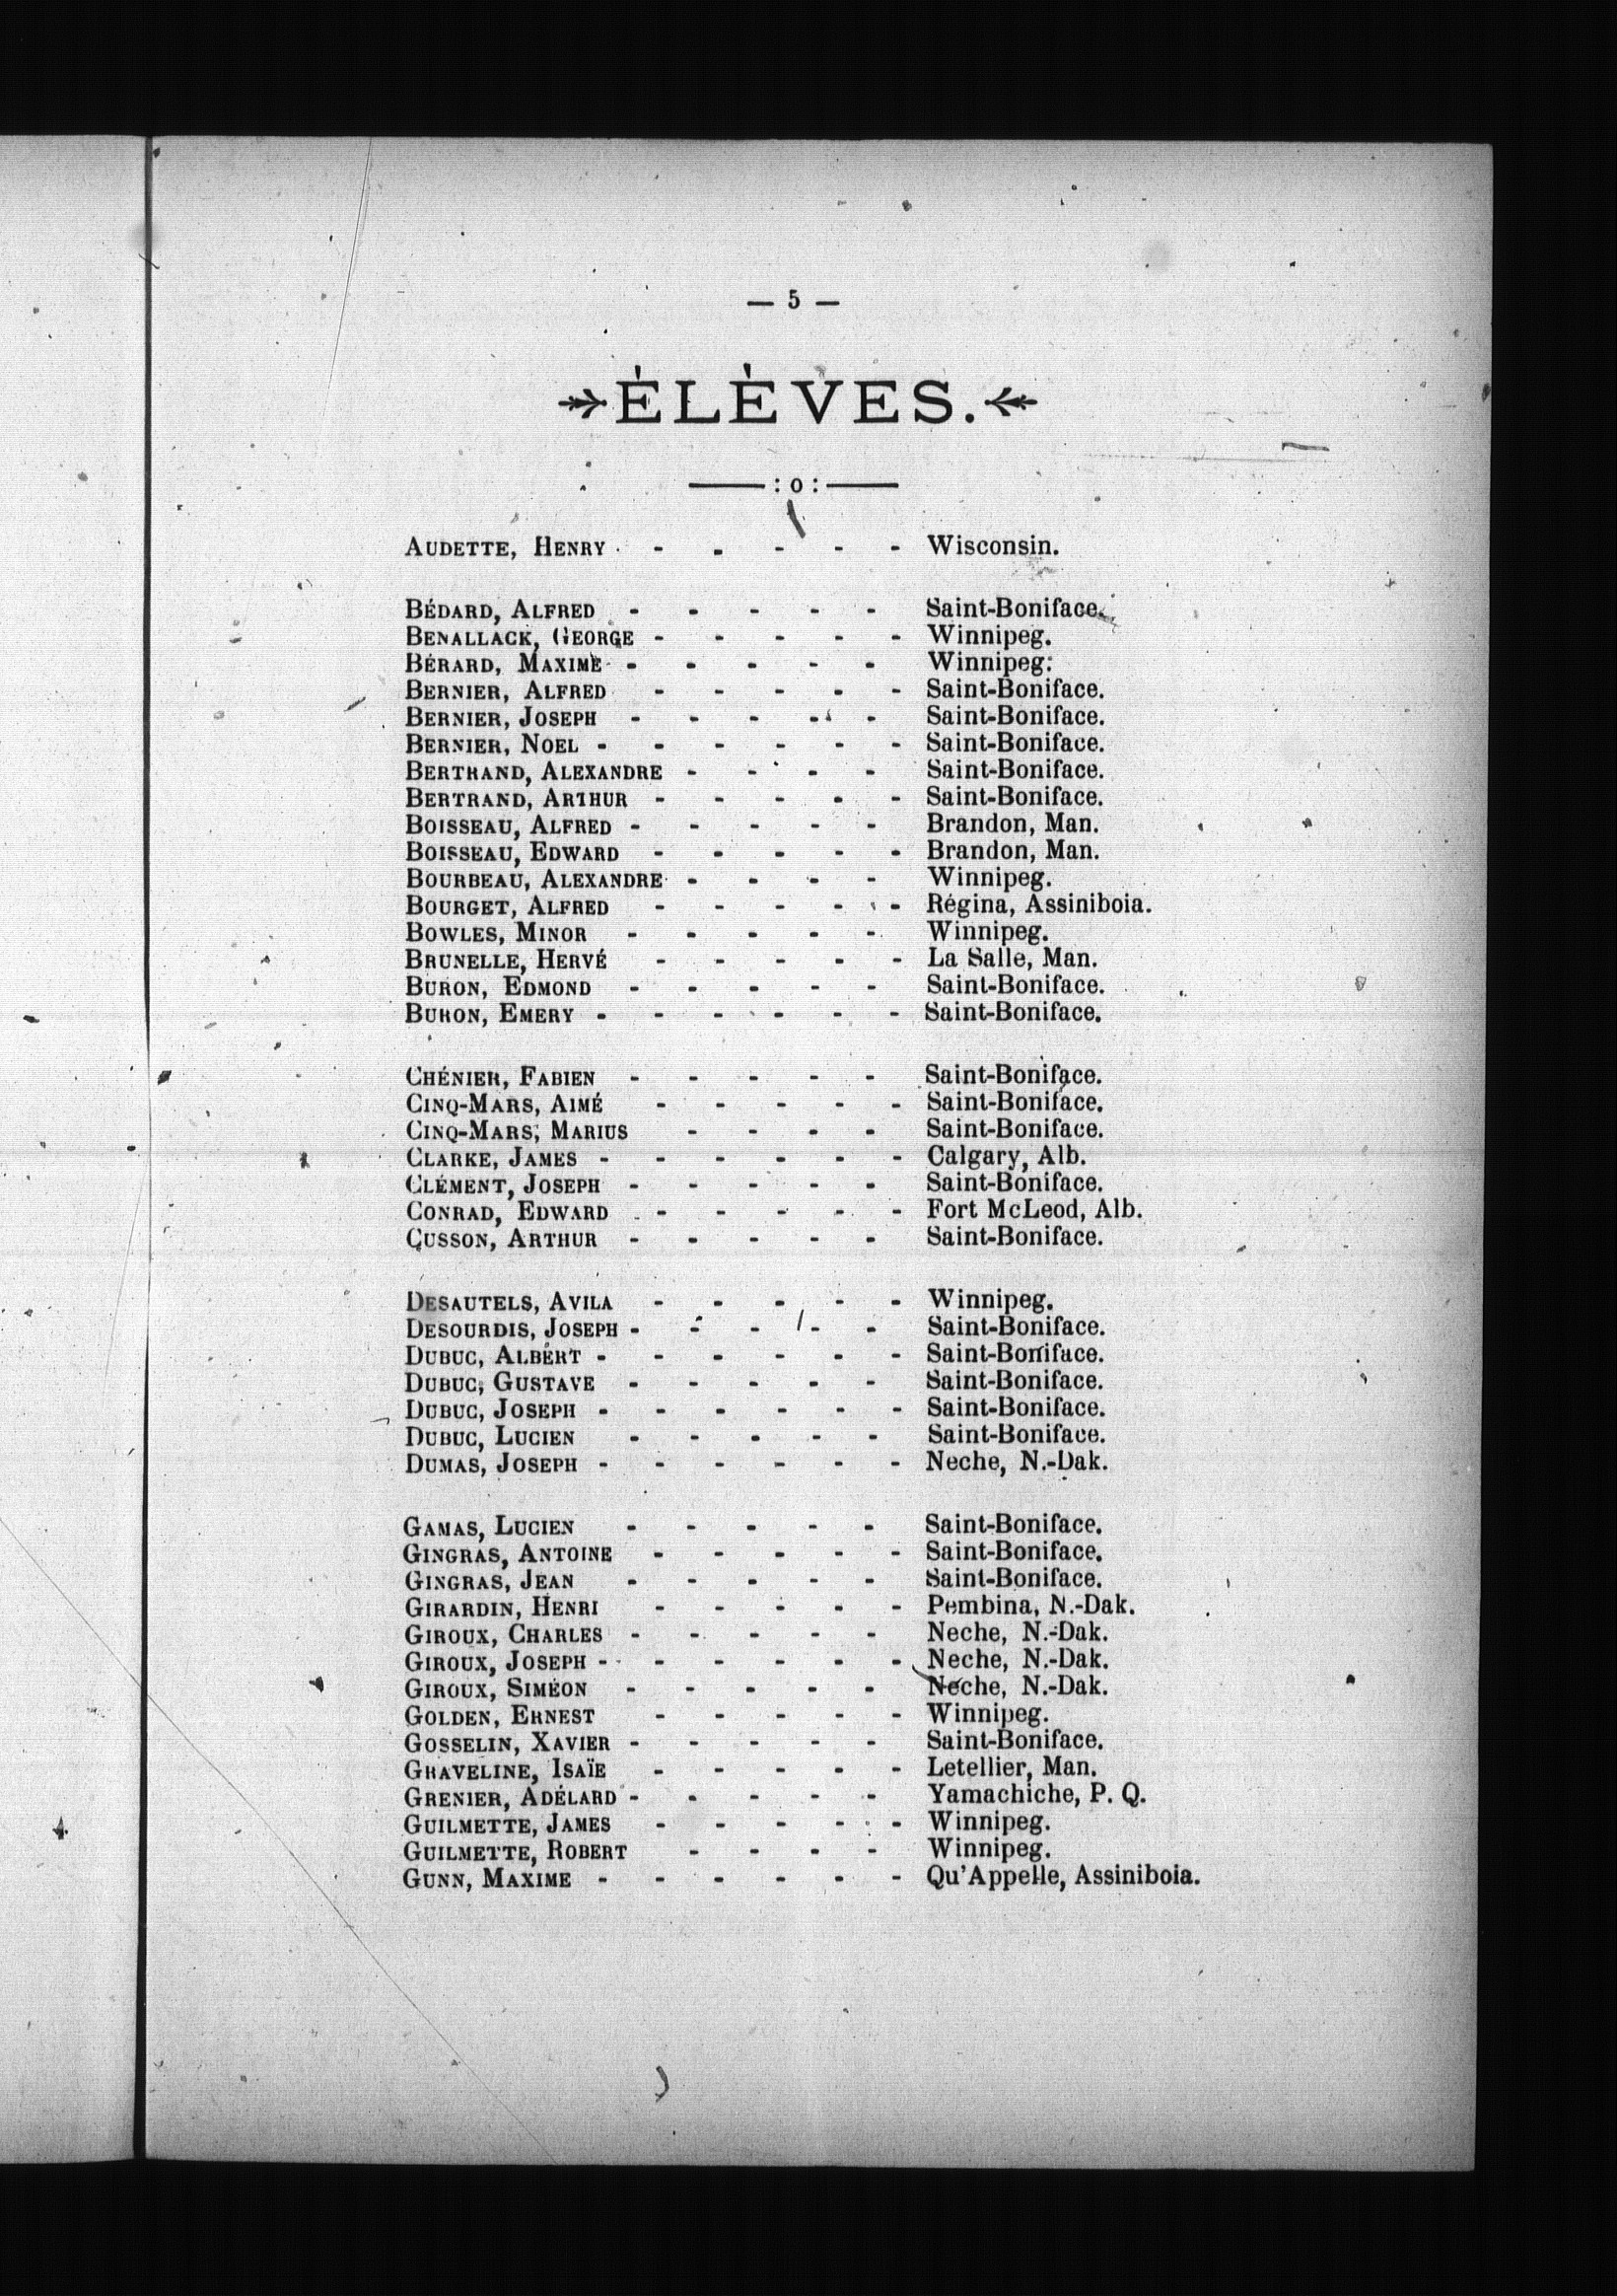 — 5 —
ÉLÈVES.
: o :
AUDETTE, HENRY - - - - - Wisconsin.
BÉDARD, ALFRED - - - - - Saint-Boniface.
BENALLACK, GEORGE - - - - - Winnipeg.
BÉRARD, MAXIME - - - - - Winnipeg.
BERNIER, ALFRED - - - - - Saint-Boniface.
BERNIER, JOSEPH - - - - - Saint-Boniface.
BERNIER, NOEL - - - - - - Saint-Boniface.
BERTRAND, ALEXANDRE - - - - Saint-Boniface.
BERTRAND, ARTHUR - - - - - Saint-Boniface.
BOISSEAU, ALFRED - - - - - Brandon, Man.
BOISSEAU, EDWARD - - - - - Brandon, Man.
BOURBEAU, ALEXANDRE - - - - Winnipeg.
BOURGET, ALFRED - - - - - Régina, Assiniboia.
BOWLES, MINOR - - - - - Winnipeg.
BRUNELLE, HERVÉ - - - - - La Salle, Man.
BURON, EDMOND - - - - - Saint-Boniface.
BURON, EMERY - - - - - - Saint-Boniface.
CHÉNIER, FABIEN - - - - - Saint-Boniface.
CINQ-MARS, AIMÉ - - - - - Saint-Boniface.
CINQ-MARS, MARIUS - - - - Saint-Boniface.
CLARKE, JAMES - - - - - - Calgary, Alb.
CLÉMENT, JOSEPH - - - - - Saint-Boniface.
CONRAD, EDWARD - - - - - Fort McLeod, Alb.
CUSSON, ARTHUR - - - - - Saint-Boniface.
DESAUTELS, AVILA - - - - - Winnipeg.
DESOURDIS, JOSEPH - - - - - Saint-Boniface.
DUBUC, ALBERT - - - - - - Saint-Boniface.
DUBUC, GUSTAVE - - - - - Saint-Boniface.
DUBUC, JOSEPH - - - - - - Saint-Boniface.
DUBUC, LUCIEN - - - - - Saint-Boniface.
DUMAS, JOSEPH - - - - - - Neche, N.-Dak.
GAMAS, LUCIEN - - - - - Saint-Boniface.
GINGRAS, ANTOINE - - - - - Saint-Boniface.
GINGRAS, JEAN - - - - - Saint-Boniface.
GIRARDIN, HENRI - - - - - Pembina, N.-Dak.
GIROUX, CHARLES - - - - - Neche, N.-Dak.
GIROUX, JOSEPH - - - - - - Neche, N.-Dak.
GIROUX, SIMÉON - - - - - Neche, N.-Dak.
GOLDEN, ERNEST - - - - - Winnipeg.
GOSSELIN, XAVIER - - - - - Saint-Boniface.
GRAVELINE, ISAÏE - - - - - Letellier, Man.
GRENIER, ADÉLARD - - - - - Yamachiche, P. Q.
GUILMETTE, JAMES - - - - - Winnipeg.
GUILMETTE, ROBERT - - - - Winnipeg.
GUNN, MAXIME - - - - - - Qu'Appelle, Assiniboia.